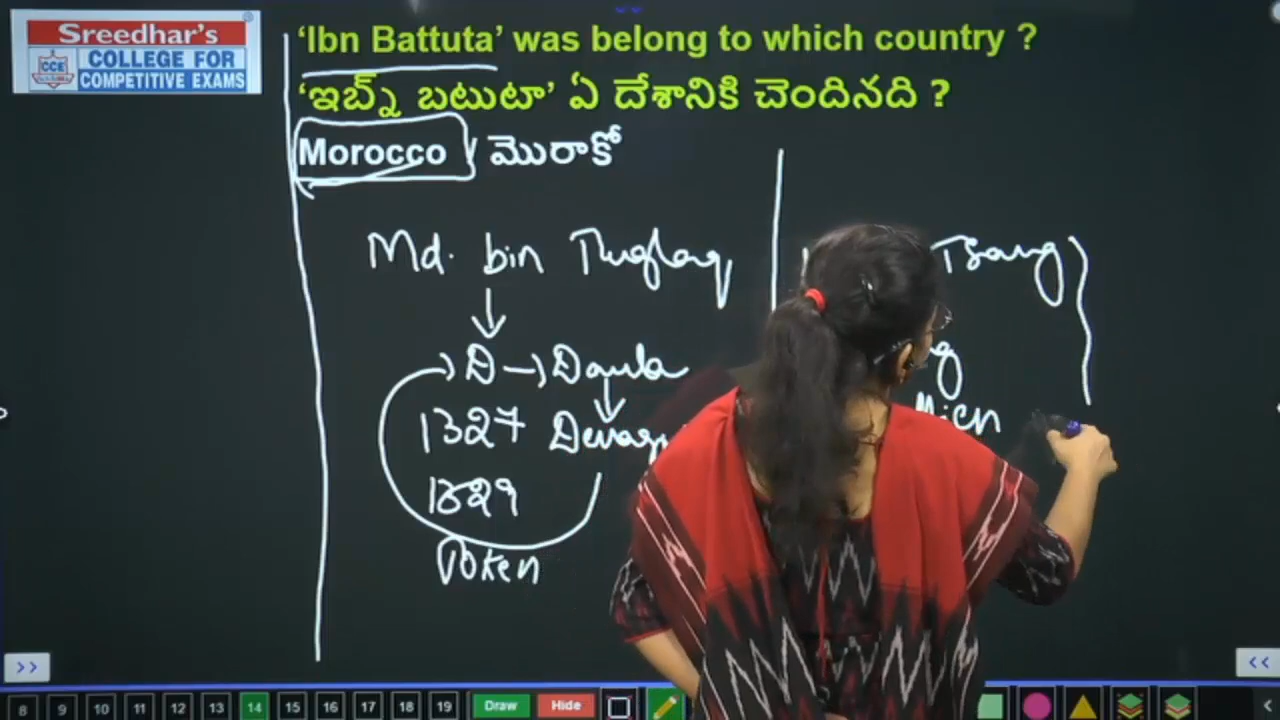 Sreedhar's
CCE
COLLEGE FOR
COMPETITIVE EXAMS
'Ibn Battuta' was belong to which country ?
'ఇబ్న్ బటుటా' ఏ దేశానికి చెందినది ?
Morocco / మొరాకో
Md. bin Tuglaq
Tsang
D → Daula
1327
1329
Token
>>
<<
8 9 10 11 12 13 14 15 16 17 18 19 Draw Hide